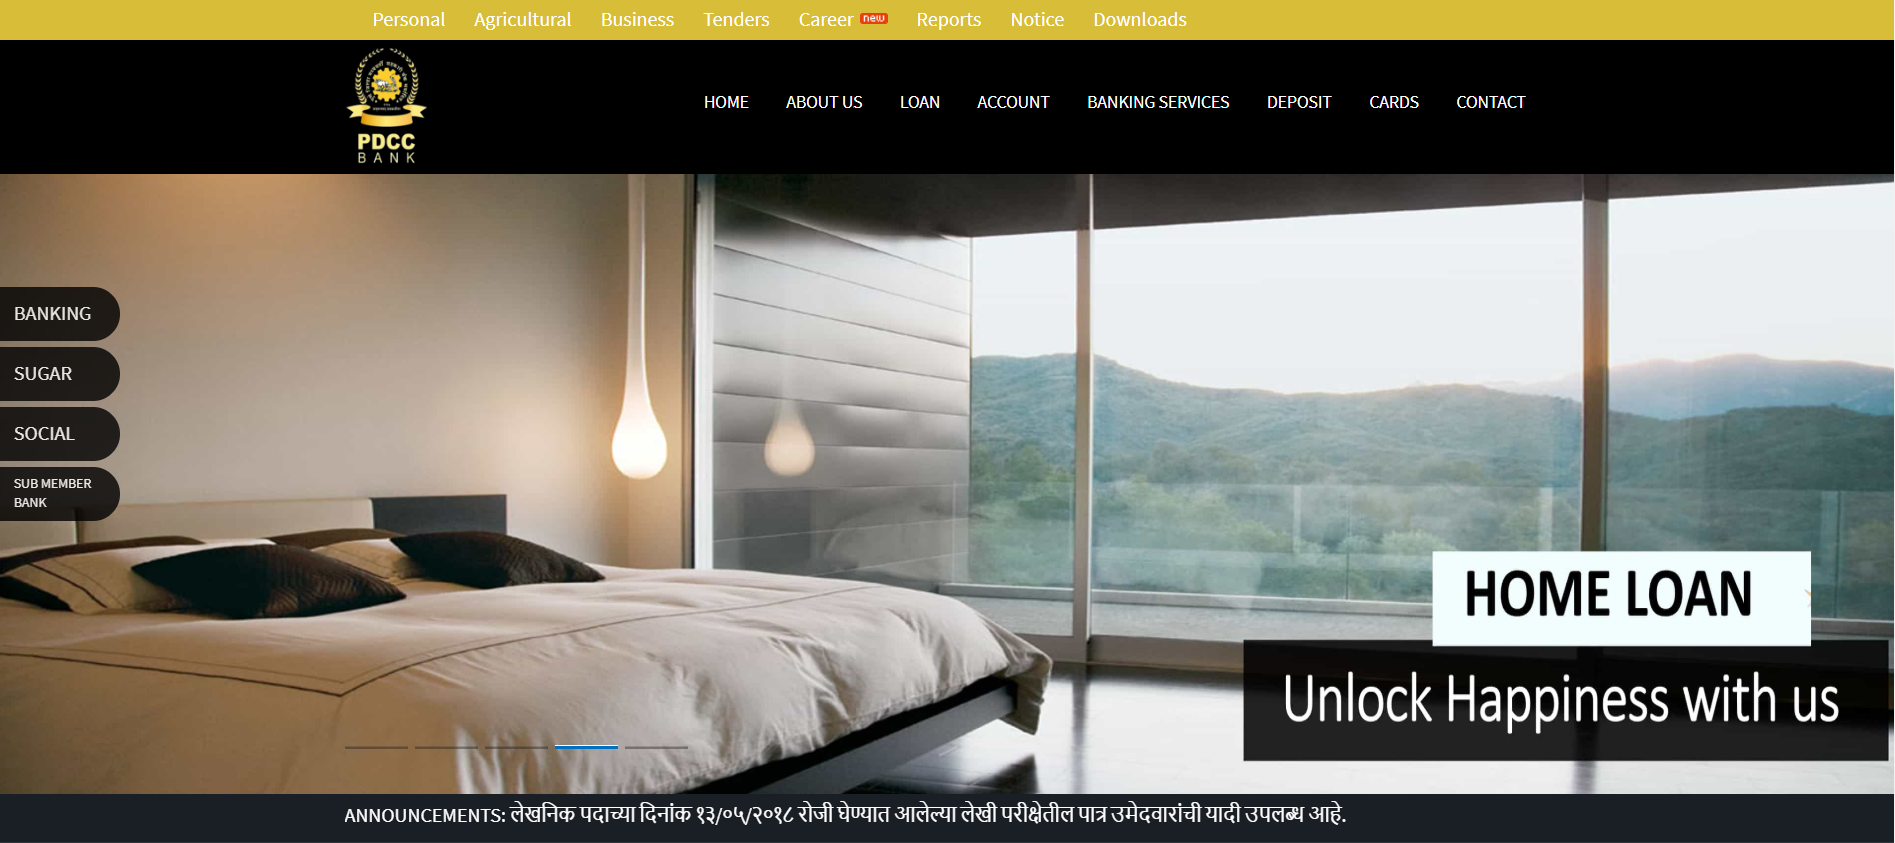 Personal Agricultural Business Tenders Career new Reports Notice Downloads
PDCC
BANK
HOME ABOUT US LOAN ACCOUNT BANKING SERVICES DEPOSIT CARDS CONTACT
BANKING
SUGAR
SOCIAL
SUB MEMBER
BANK
HOME LOAN
Unlock Happiness with us
ANNOUNCEMENTS: लेखनिक पदाच्या दिनांक १३/०५/२०१८ रोजी घेण्यात आलेल्या लेखी परीक्षेतील पात्र उमेदवारांची यादी उपलब्ध आहे.